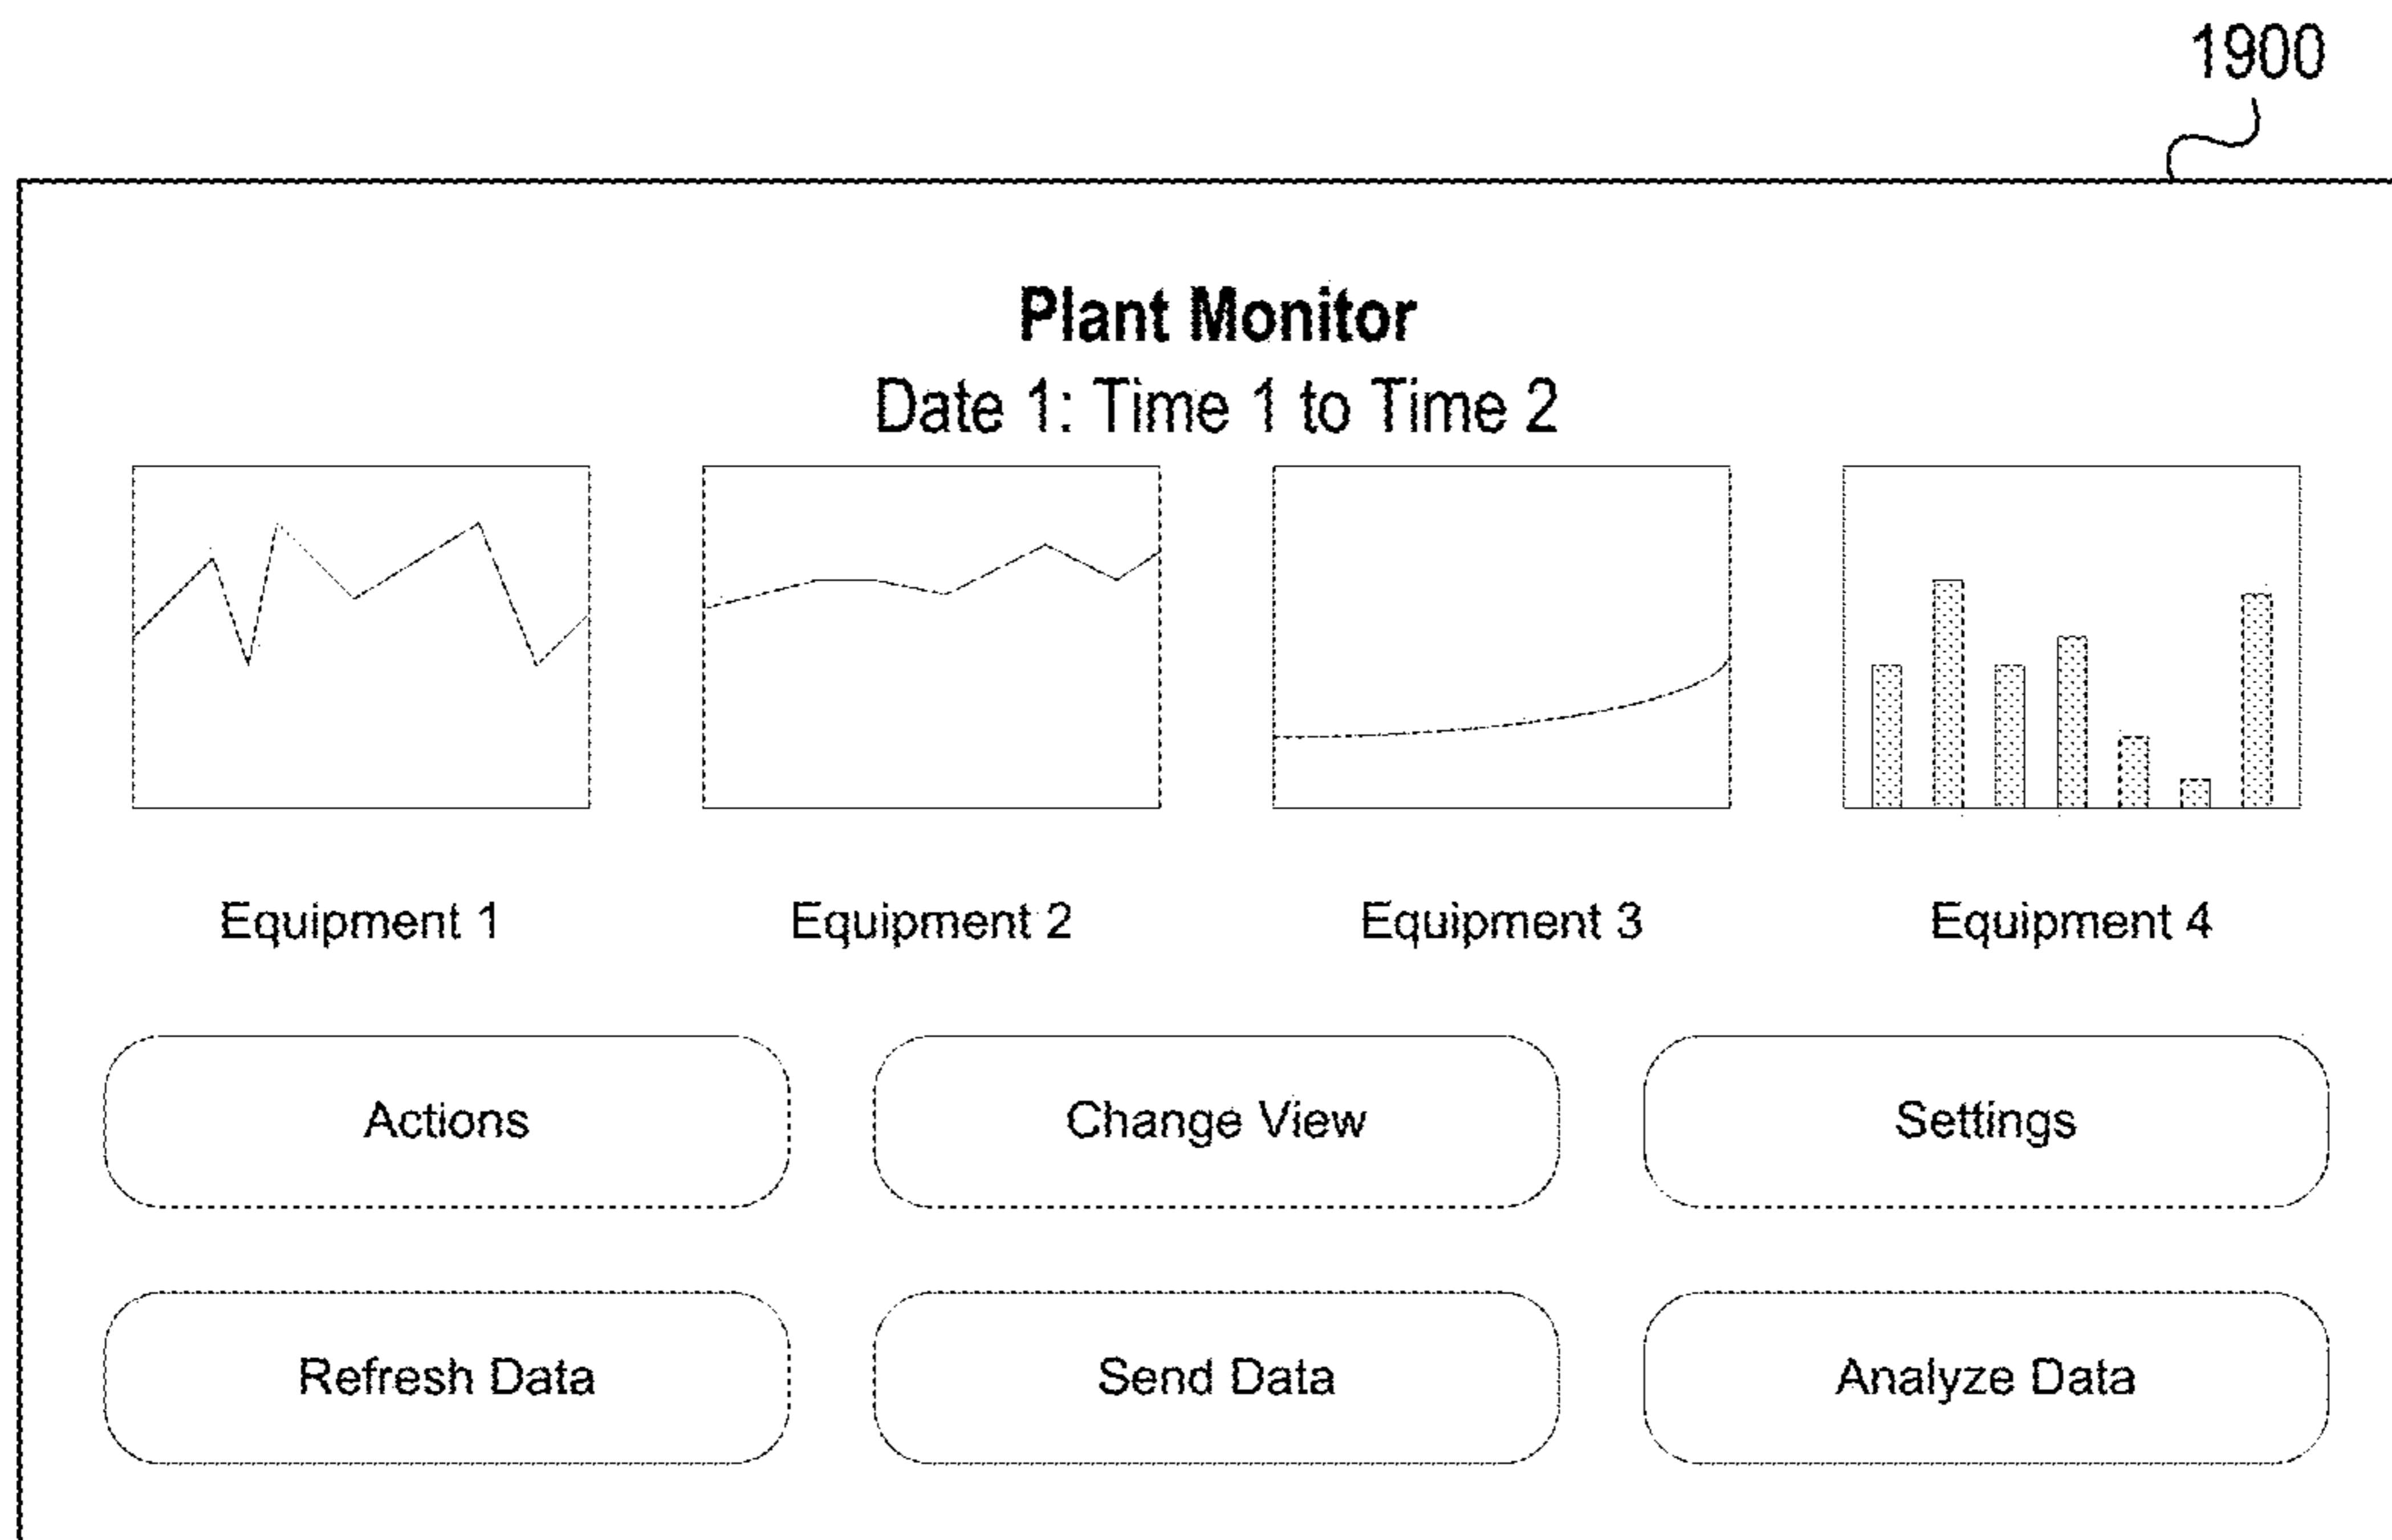 1900
Plant Monitor
Date 1: Time 1 to Time 2
Equipment 1
Equipment 2
Equipment 3
Equipment 4
Actions
Change View
Settings
Refresh Data
Send Data
Analyze Data